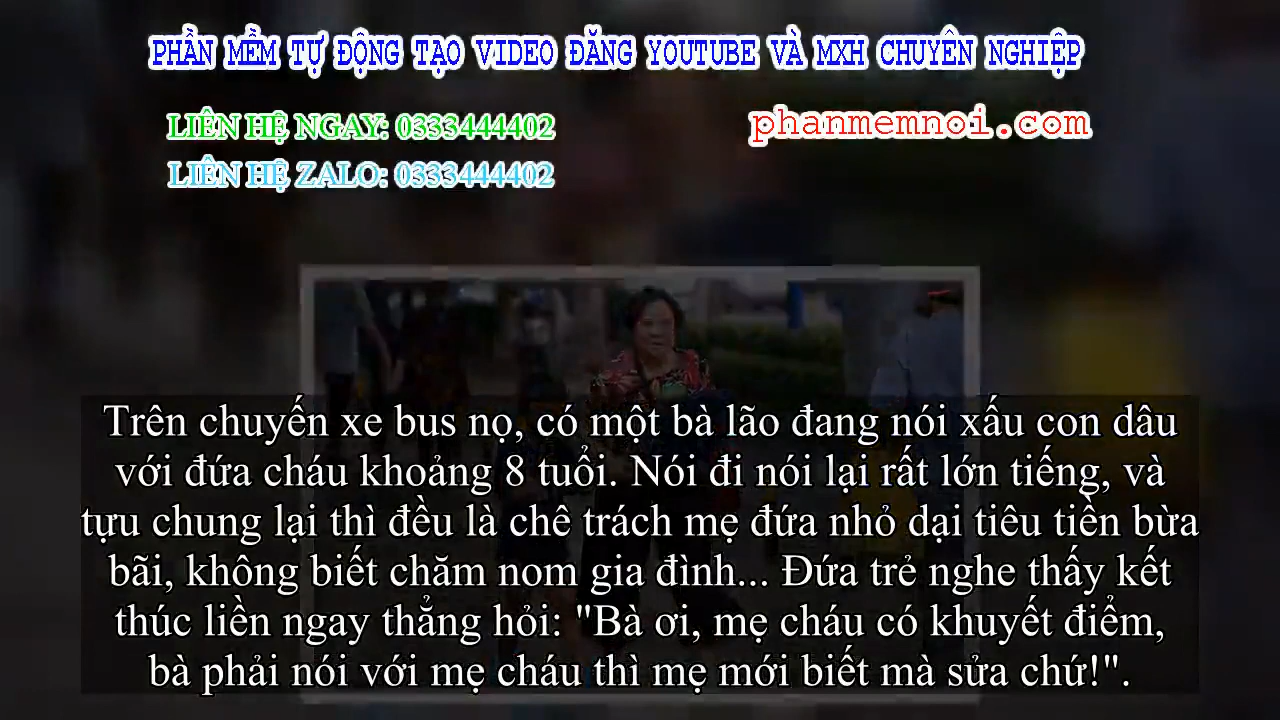 PHẦN MỀM TỰ ĐỘNG TẠO VIDEO ĐĂNG YOUTUBE VÀ MXH CHUYÊN NGHIỆP
LIÊN HỆ NGAY: 0333444402
phanmemnoi.com
LIÊN HỆ ZALO: 0333444402
Trên chuyến xe bus nọ, có một bà lão đang nói xấu con dâu
với đứa cháu khoảng 8 tuổi. Nói đi nói lại rất lớn tiếng, và
tựu chung lại thì đều là chê trách mẹ đứa nhỏ dại tiêu tiền bừa
bãi, không biết chăm nom gia đình... Đứa trẻ nghe thấy kết
thúc liền ngay thẳng hỏi: "Bà ơi, mẹ cháu có khuyết điểm,
bà phải nói với mẹ cháu thì mẹ mới biết mà sửa chứ!".